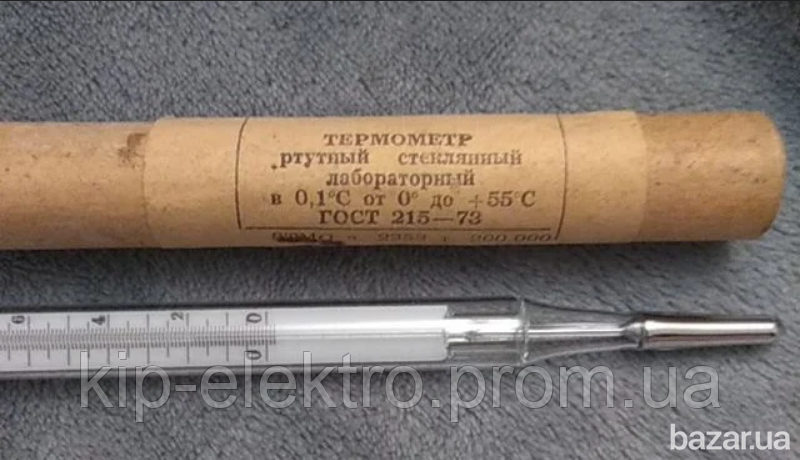 ТЕРМОМЕТР
ртутный стеклянный
лабораторный
в 0,1°С от 0° до +55°С
ГОСТ 215—73
6 4 2 0
0
kip-elektro.prom.ua
bazar.ua